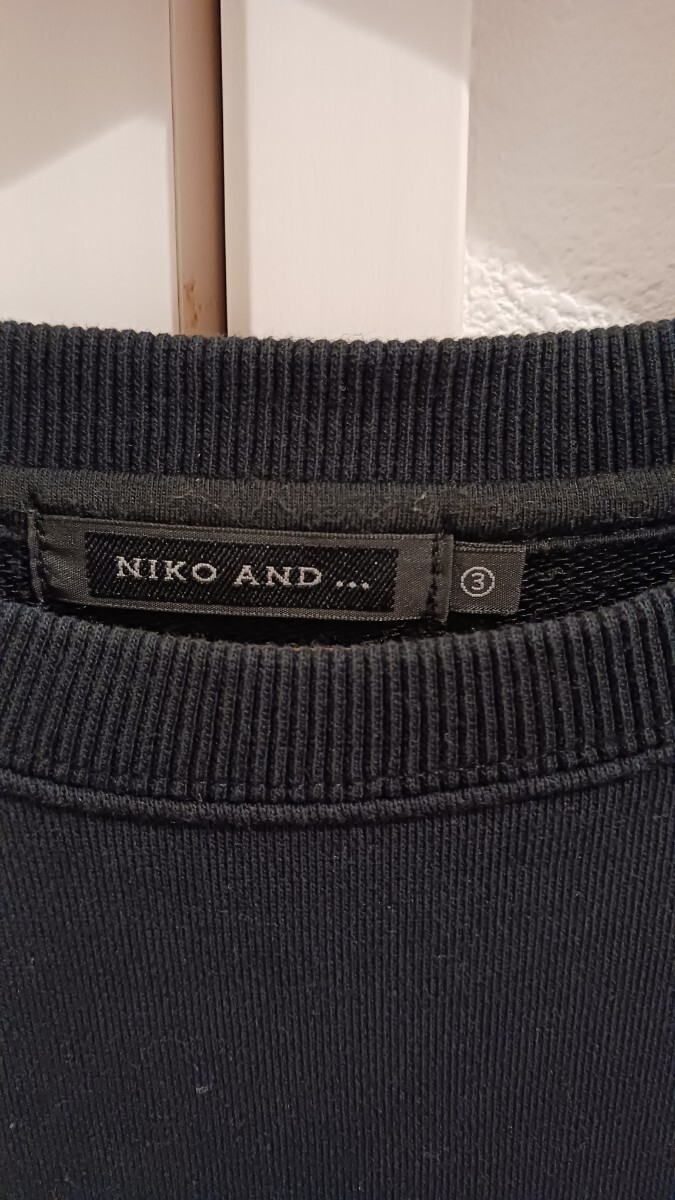 NIKO AND ...
③